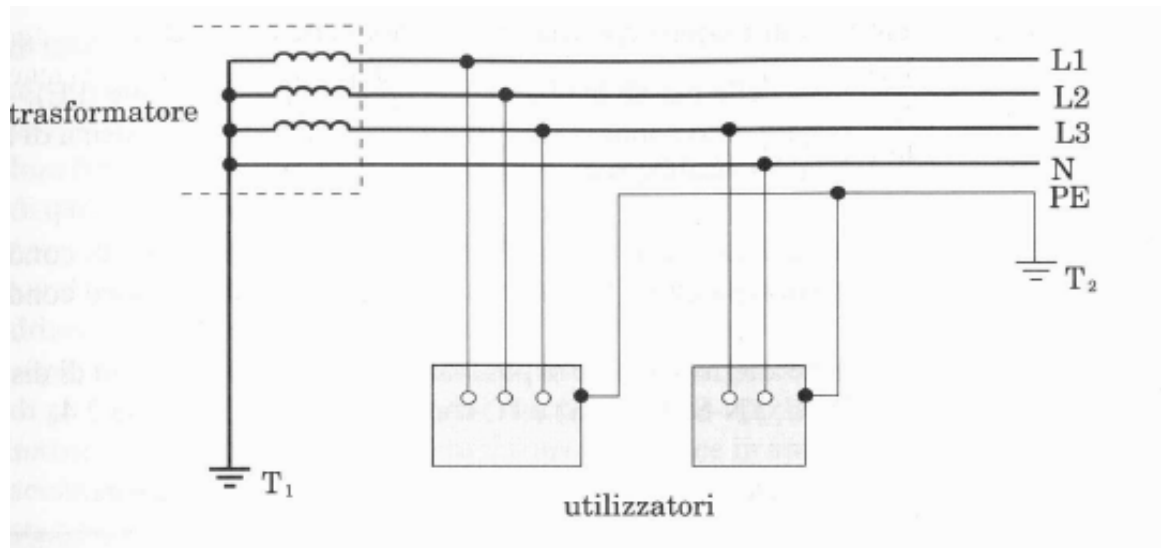 L1
L2
trasformatore
L3
N
PE
T₂
T₁
utilizzatori